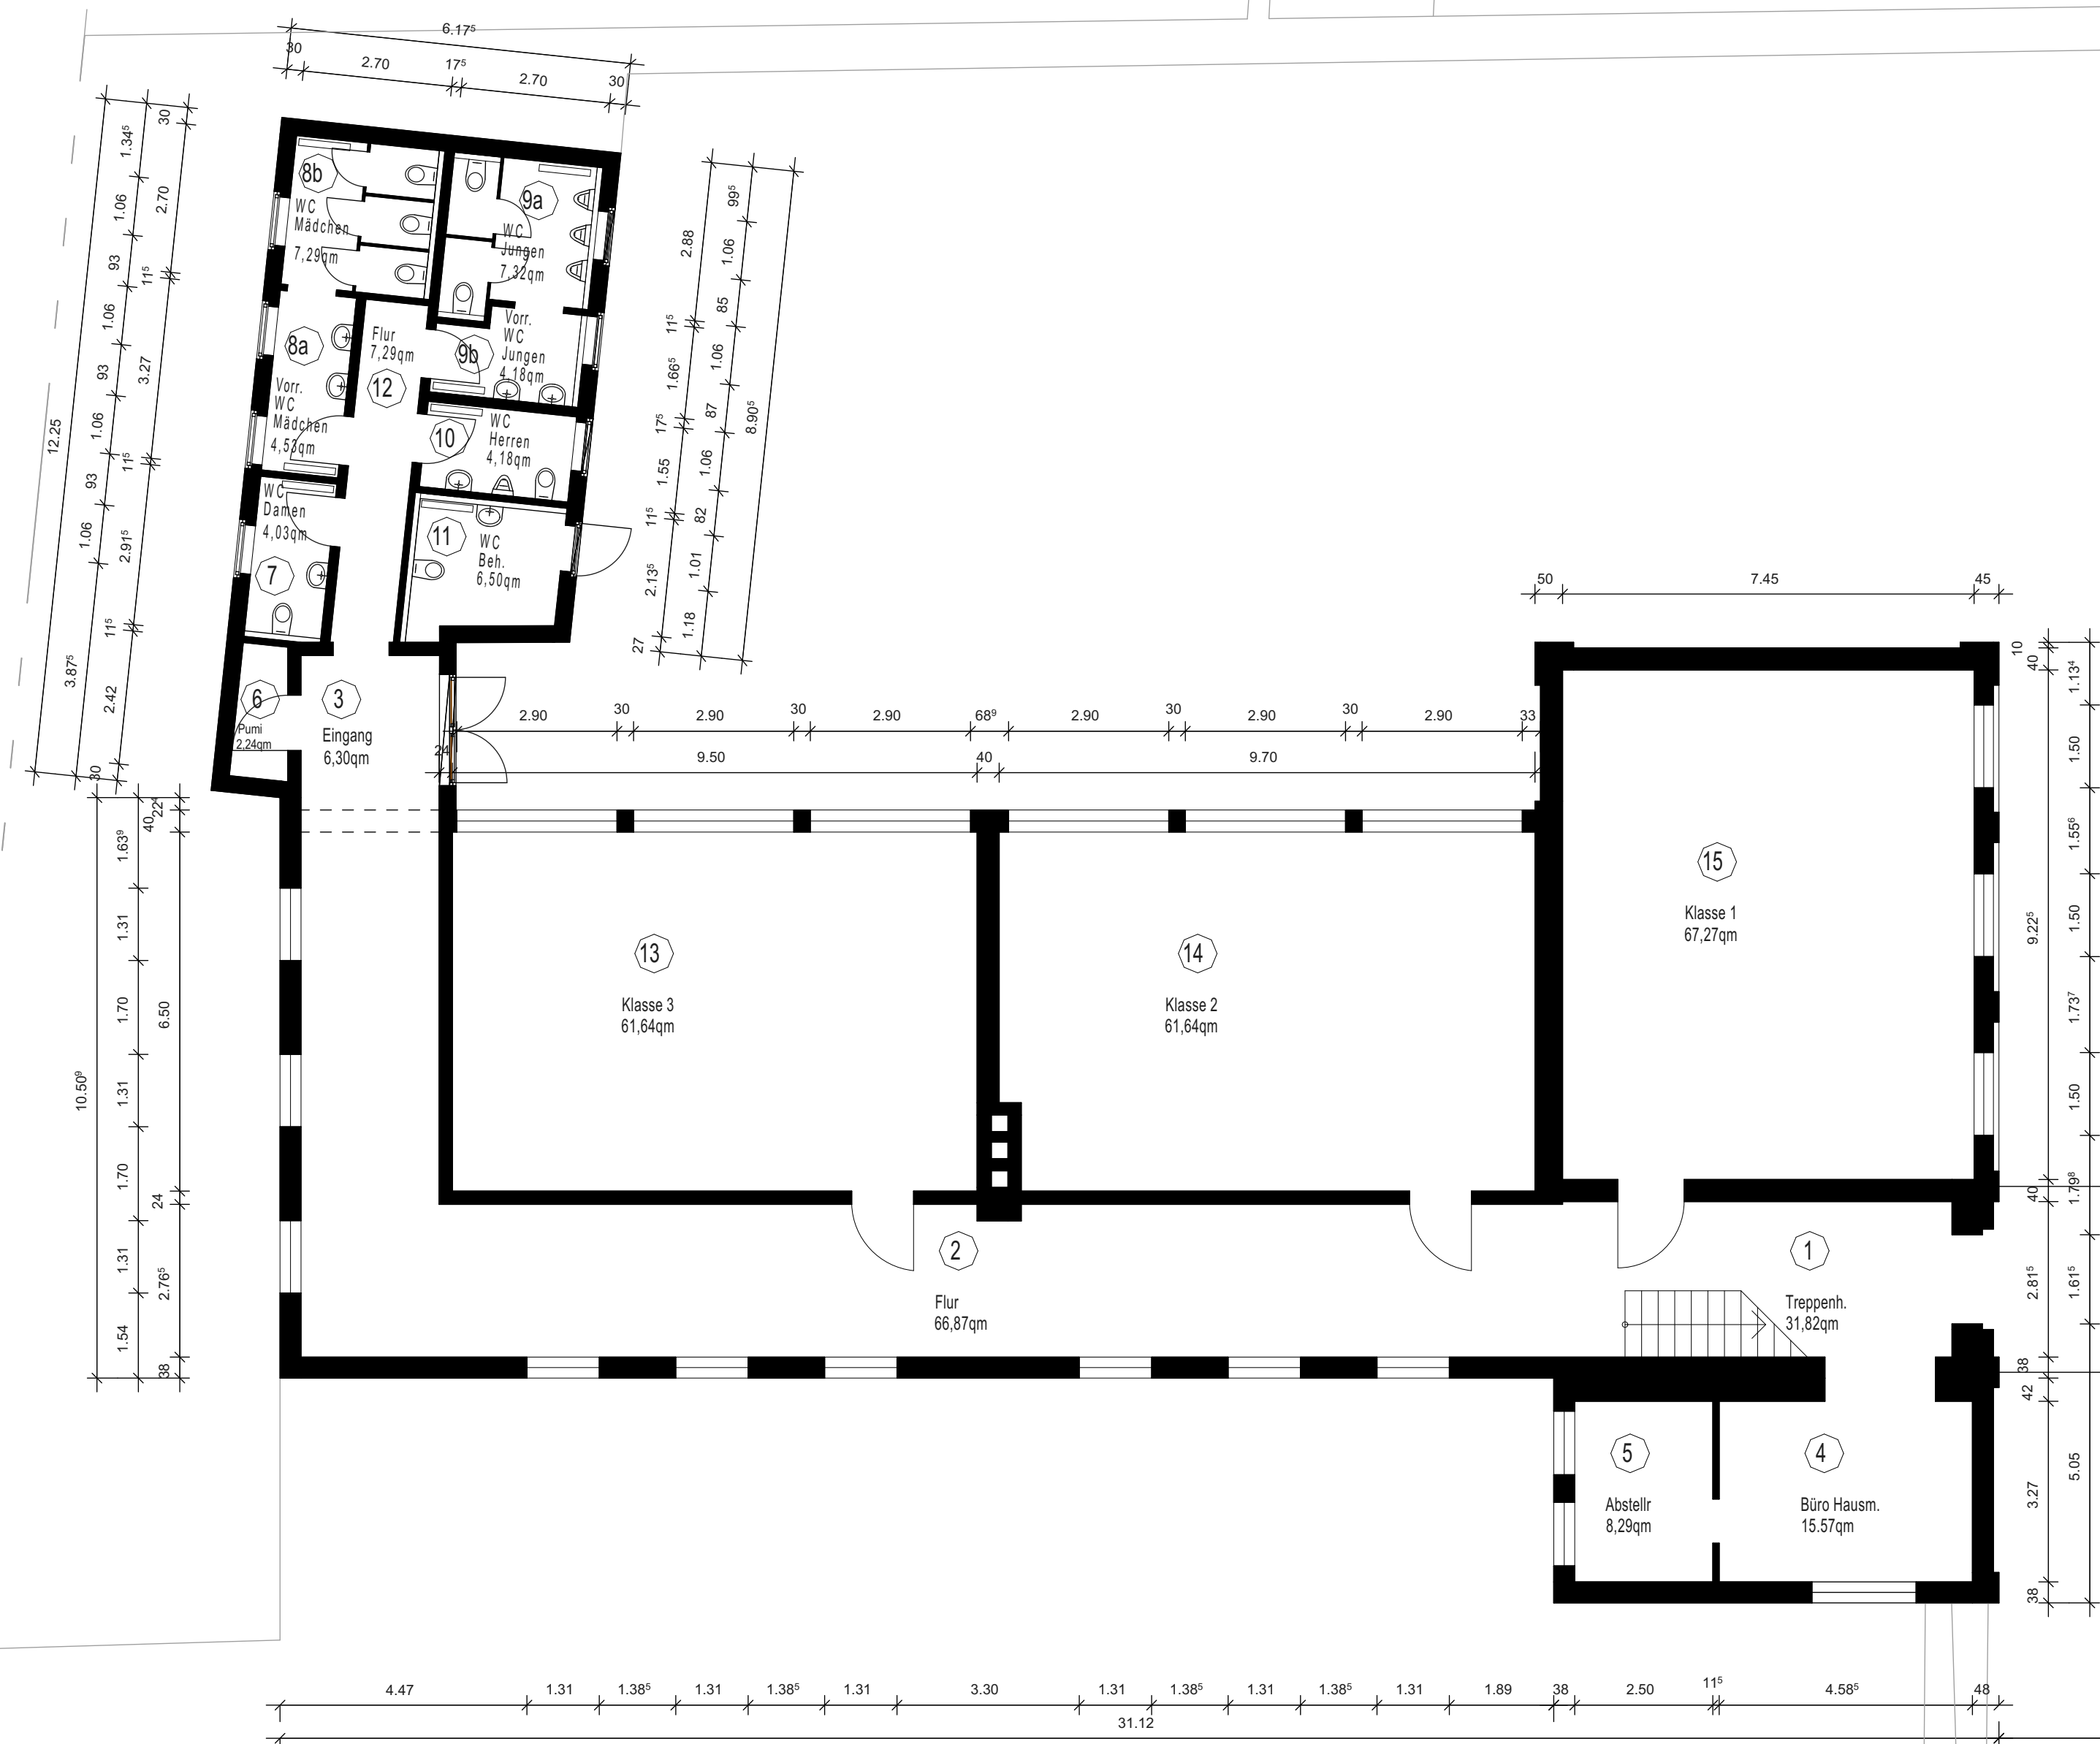 6.17⁵
30
2.70
17⁵
2.70
30
12.25
3.87⁵
30
1.34⁵
1.06
93
1.06
93
1.06
93
1.06
2.42
30
2.70
11⁵
3.27
11⁵
2.91⁵
11⁵
8b
WC
Mädchen
7,29qm
9a
WC
Jungen
7,32qm
8a
Vorr.
WC
Mädchen
4,53qm
Flur
7,29qm
12
9b
Vorr.
WC
Jungen
4,18qm
10
WC
Herren
4,18qm
WC
Damen
4,03qm
7
11
WC
Beh.
6,50qm
6
Pumi
2,24qm
3
Eingang
6,30qm
2.88
11⁵
1.66⁵
17⁵
1.55
11⁵
2.13⁵
27
99⁵
1.06
85
1.06
87
1.06
82
1.01
1.18
8.90⁵
50
7.45
45
2.90
30
2.90
30
2.90
68⁹
2.90
30
2.90
30
2.90
33
24
9.50
40
9.70
15
Klasse 1
67,27qm
13
Klasse 3
61,64qm
14
Klasse 2
61,64qm
2
Flur
66,87qm
1
Treppenh.
31,82qm
5
Abstellr
8,29qm
4
Büro Hausm.
15.57qm
10.50⁹
1.63⁹
1.31
1.70
1.31
1.70
1.31
1.54
22⁴
40
6.50
24
2.76⁵
38
10
40
9.22⁵
40
2.81⁵
38
42
3.27
38
1.13⁴
1.50
1.55⁶
1.50
1.73⁷
1.50
1.79⁸
1.61⁵
5.05
4.47
1.31
1.38⁵
1.31
1.38⁵
1.31
3.30
1.31
1.38⁵
1.31
1.38⁵
1.31
1.89
38
2.50
11⁵
4.58⁵
48
31.12